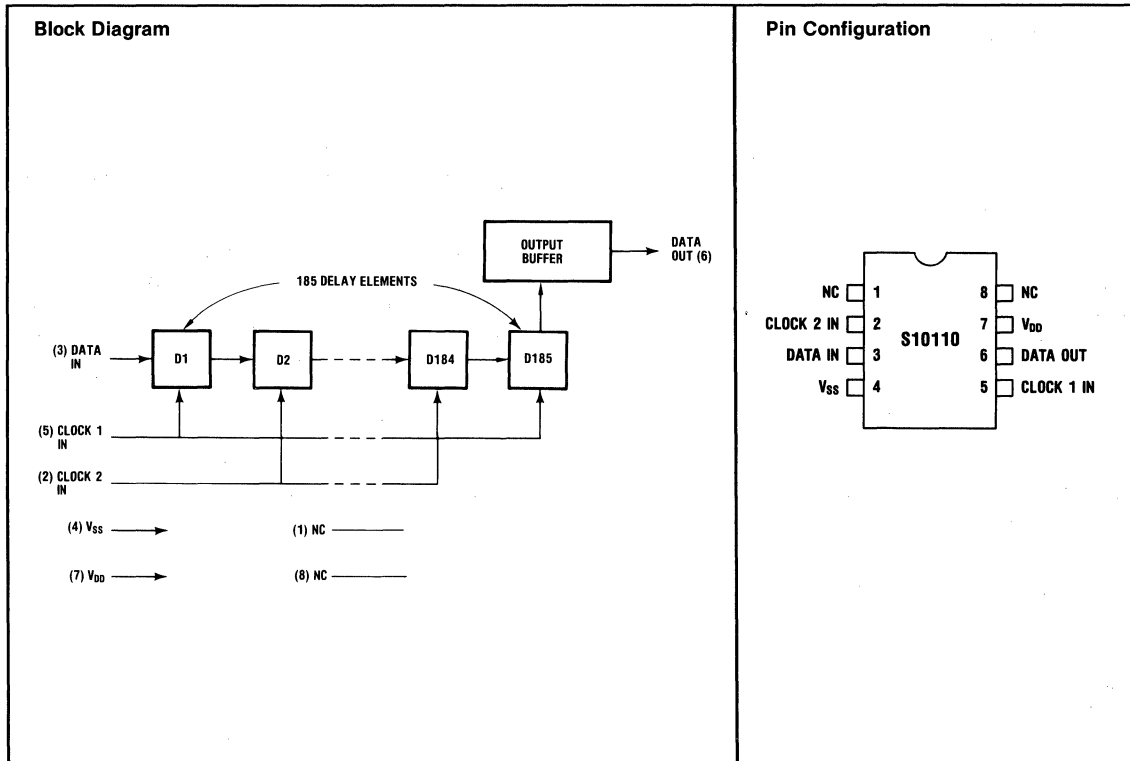 Block Diagram
OUTPUT
BUFFER
DATA
OUT (6)
185 DELAY ELEMENTS
(3) DATA
IN
D1
D2
D184
D185
(5) CLOCK 1
IN
(2) CLOCK 2
IN
(4) VSS
(1) NC
(7) VDD
(8) NC
Pin Configuration
NC 1 8 NC
CLOCK 2 IN 2 7 VDD
S10110
DATA IN 3 6 DATA OUT
VSS 4 5 CLOCK 1 IN